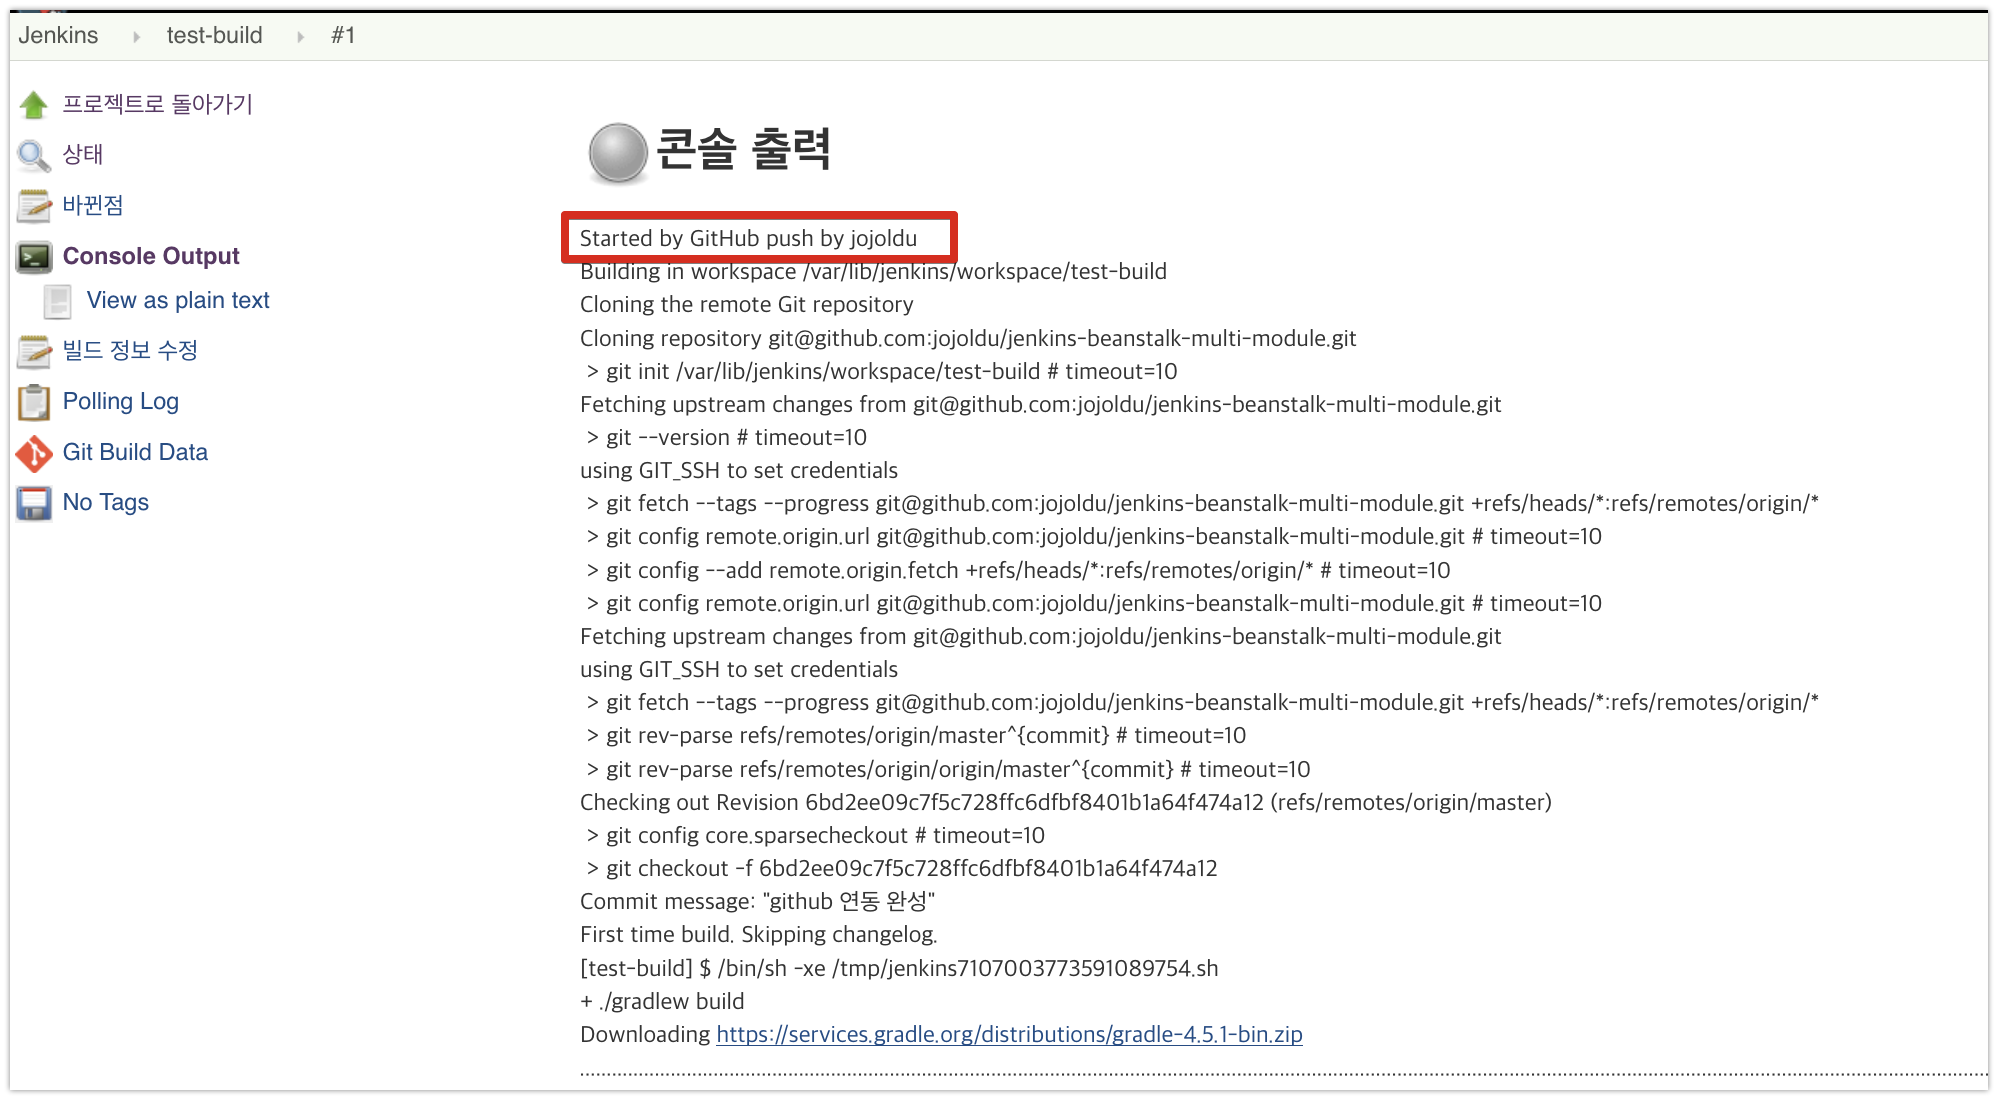 Jenkins test-build #1
프로젝트로 돌아가기
상태
바뀐점
Console Output
View as plain text
빌드 정보 수정
Polling Log
Git Build Data
No Tags
콘솔 출력
Started by GitHub push by jojoldu
Building in workspace /var/lib/jenkins/workspace/test-build
Cloning the remote Git repository
Cloning repository git@github.com:jojoldu/jenkins-beanstalk-multi-module.git
> git init /var/lib/jenkins/workspace/test-build # timeout=10
Fetching upstream changes from git@github.com:jojoldu/jenkins-beanstalk-multi-module.git
> git --version # timeout=10
using GIT_SSH to set credentials
> git fetch --tags --progress git@github.com:jojoldu/jenkins-beanstalk-multi-module.git +refs/heads/*:refs/remotes/origin/*
> git config remote.origin.url git@github.com:jojoldu/jenkins-beanstalk-multi-module.git # timeout=10
> git config --add remote.origin.fetch +refs/heads/*:refs/remotes/origin/* # timeout=10
> git config remote.origin.url git@github.com:jojoldu/jenkins-beanstalk-multi-module.git # timeout=10
Fetching upstream changes from git@github.com:jojoldu/jenkins-beanstalk-multi-module.git
using GIT_SSH to set credentials
> git fetch --tags --progress git@github.com:jojoldu/jenkins-beanstalk-multi-module.git +refs/heads/*:refs/remotes/origin/*
> git rev-parse refs/remotes/origin/master^{commit} # timeout=10
> git rev-parse refs/remotes/origin/origin/master^{commit} # timeout=10
Checking out Revision 6bd2ee09c7f5c728ffc6dfbf8401b1a64f474a12 (refs/remotes/origin/master)
> git config core.sparsecheckout # timeout=10
> git checkout -f 6bd2ee09c7f5c728ffc6dfbf8401b1a64f474a12
Commit message: "github 연동 완성"
First time build. Skipping changelog.
[test-build] $ /bin/sh -xe /tmp/jenkins7107003773591089754.sh
+ ./gradlew build
Downloading https://services.gradle.org/distributions/gradle-4.5.1-bin.zip